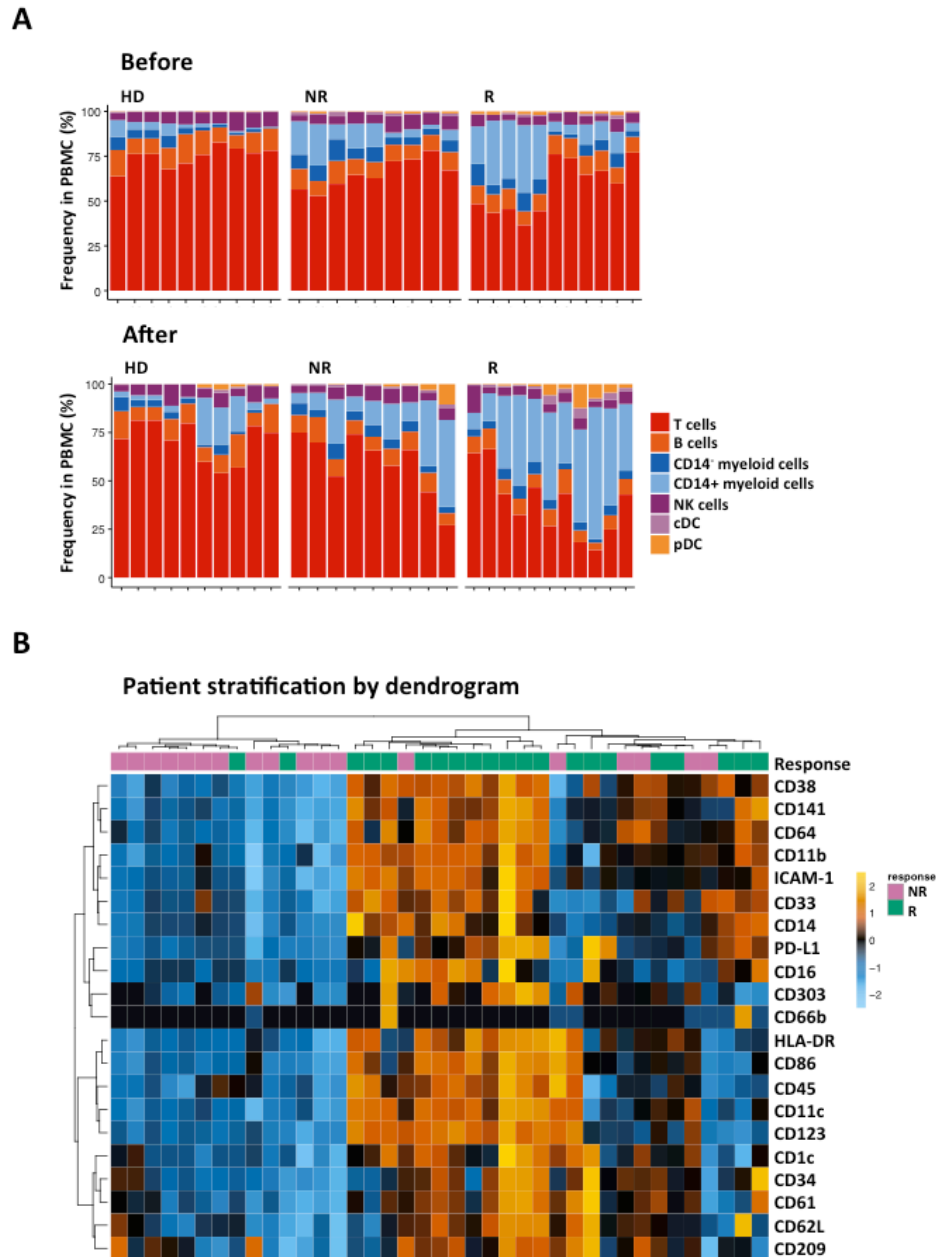 A
Before
HD NR R
Frequency in PBMC (%)
100
75
50
25
0
After
HD NR R
Frequency in PBMC (%)
100
75
50
25
0
T cells
B cells
CD14⁻ myeloid cells
CD14+ myeloid cells
NK cells
cDC
pDC
B
Patient stratification by dendrogram
Response
CD38
CD141
CD64
CD11b
ICAM-1
CD33
CD14
PD-L1
CD16
CD303
CD66b
HLA-DR
CD86
CD45
CD11c
CD123
CD1c
CD34
CD61
CD62L
CD209
2
1
0
-1
-2
response
NR
R